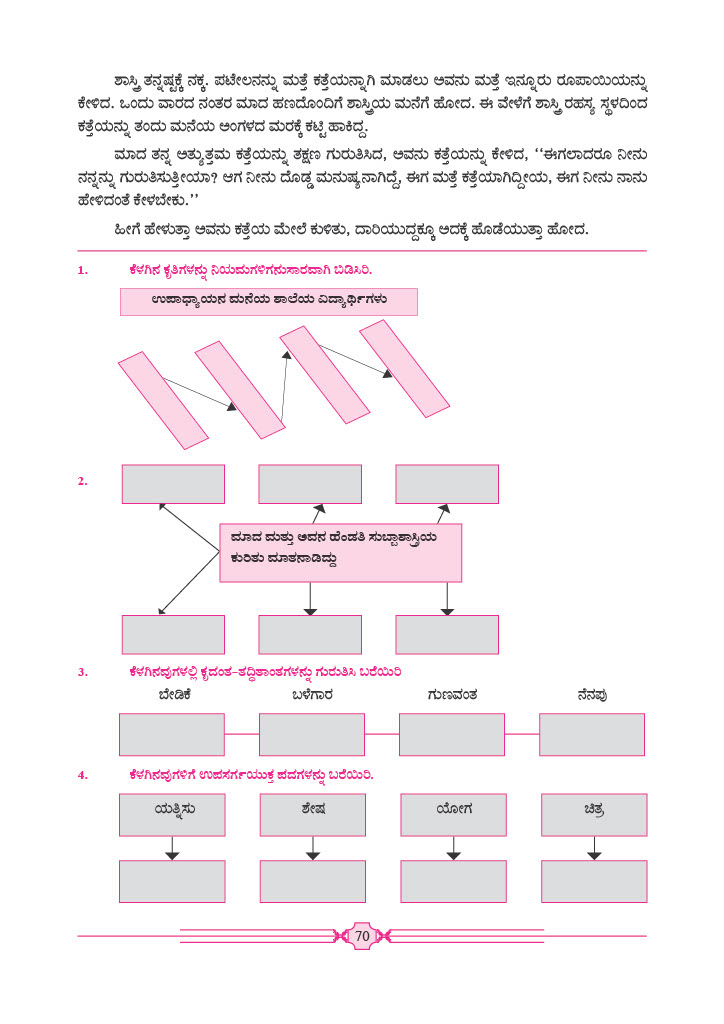 ಶಾಸ್ತ್ರಿ ತನ್ನಷ್ಟಕ್ಕೆ ನಕ್ಕ. ಪಟೇಲನನ್ನು ಮತ್ತೆ ಕತ್ತೆಯನ್ನಾಗಿ ಮಾಡಲು ಅವನು ಮತ್ತೆ ಇನ್ನೂರು ರೂಪಾಯಿಯನ್ನು
ಕೇಳಿದ. ಒಂದು ವಾರದ ನಂತರ ಮಾದ ಹಣದೊಂದಿಗೆ ಶಾಸ್ತ್ರಿಯ ಮನೆಗೆ ಹೋದ. ಈ ವೇಳೆಗೆ ಶಾಸ್ತ್ರಿ ರಹಸ್ಯ ಸ್ಥಳದಿಂದ
ಕತ್ತೆಯನ್ನು ತಂದು ಮನೆಯ ಅಂಗಳದ ಮರಕ್ಕೆ ಕಟ್ಟಿ ಹಾಕಿದ್ದ.
ಮಾದ ತನ್ನ ಅತ್ಯುತ್ತಮ ಕತ್ತೆಯನ್ನು ತಕ್ಷಣ ಗುರುತಿಸಿದ, ಅವನು ಕತ್ತೆಯನ್ನು ಕೇಳಿದ, ‘‘ಈಗಲಾದರೂ ನೀನು
ನನ್ನನ್ನು ಗುರುತಿಸುತ್ತೀಯಾ? ಆಗ ನೀನು ದೊಡ್ಡ ಮನುಷ್ಯನಾಗಿದ್ದೆ, ಈಗ ಮತ್ತೆ ಕತ್ತೆಯಾಗಿದ್ದೀಯ, ಈಗ ನೀನು ನಾನು
ಹೇಳಿದಂತೆ ಕೇಳಬೇಕು.’’
ಹೀಗೆ ಹೇಳುತ್ತಾ ಅವನು ಕತ್ತೆಯ ಮೇಲೆ ಕುಳಿತು, ದಾರಿಯುದ್ದಕ್ಕೂ ಅದಕ್ಕೆ ಹೊಡೆಯುತ್ತಾ ಹೋದ.
1. ಕೆಳಗಿನ ಕೃತಿಗಳನ್ನು ನಿಯಮಗಳಿಗನುಸಾರವಾಗಿ ಬಿಡಿಸಿರಿ.
ಉಪಾಧ್ಯಾಯನ ಮನೆಯ ಶಾಲೆಯ ವಿದ್ಯಾರ್ಥಿಗಳು
2.
ಮಾದ ಮತ್ತು ಅವನ ಹೆಂಡತಿ ಸುಬ್ಬಾಶಾಸ್ತ್ರಿಯ
ಕುರಿತು ಮಾತನಾಡಿದ್ದು
3. ಕೆಳಗಿನವುಗಳಲ್ಲಿ ಕೃದಂತ-ತದ್ಧಿತಾಂತಗಳನ್ನು ಗುರುತಿಸಿ ಬರೆಯಿರಿ
ಬೇಡಿಕೆ ಬಳೆಗಾರ ಗುಣವಂತ ನೆನಪು
4. ಕೆಳಗಿನವುಗಳಿಗೆ ಉಪಸರ್ಗಯುಕ್ತ ಪದಗಳನ್ನು ಬರೆಯಿರಿ.
ಯತ್ನಿಸು ಶೇಷ ಯೋಗ ಚಿತ್ರ
70